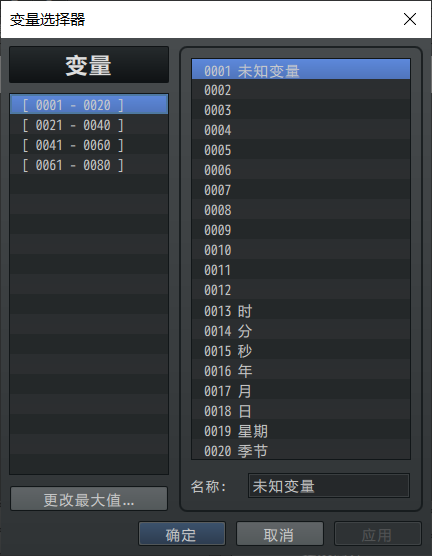 变量选择器
变量
[ 0001 - 0020 ]
[ 0021 - 0040 ]
[ 0041 - 0060 ]
[ 0061 - 0080 ]
更改最大值...
0001 未知变量
0002
0003
0004
0005
0006
0007
0008
0009
0010
0011
0012
0013 时
0014 分
0015 秒
0016 年
0017 月
0018 日
0019 星期
0020 季节
名称: 未知变量
确定 取消 应用